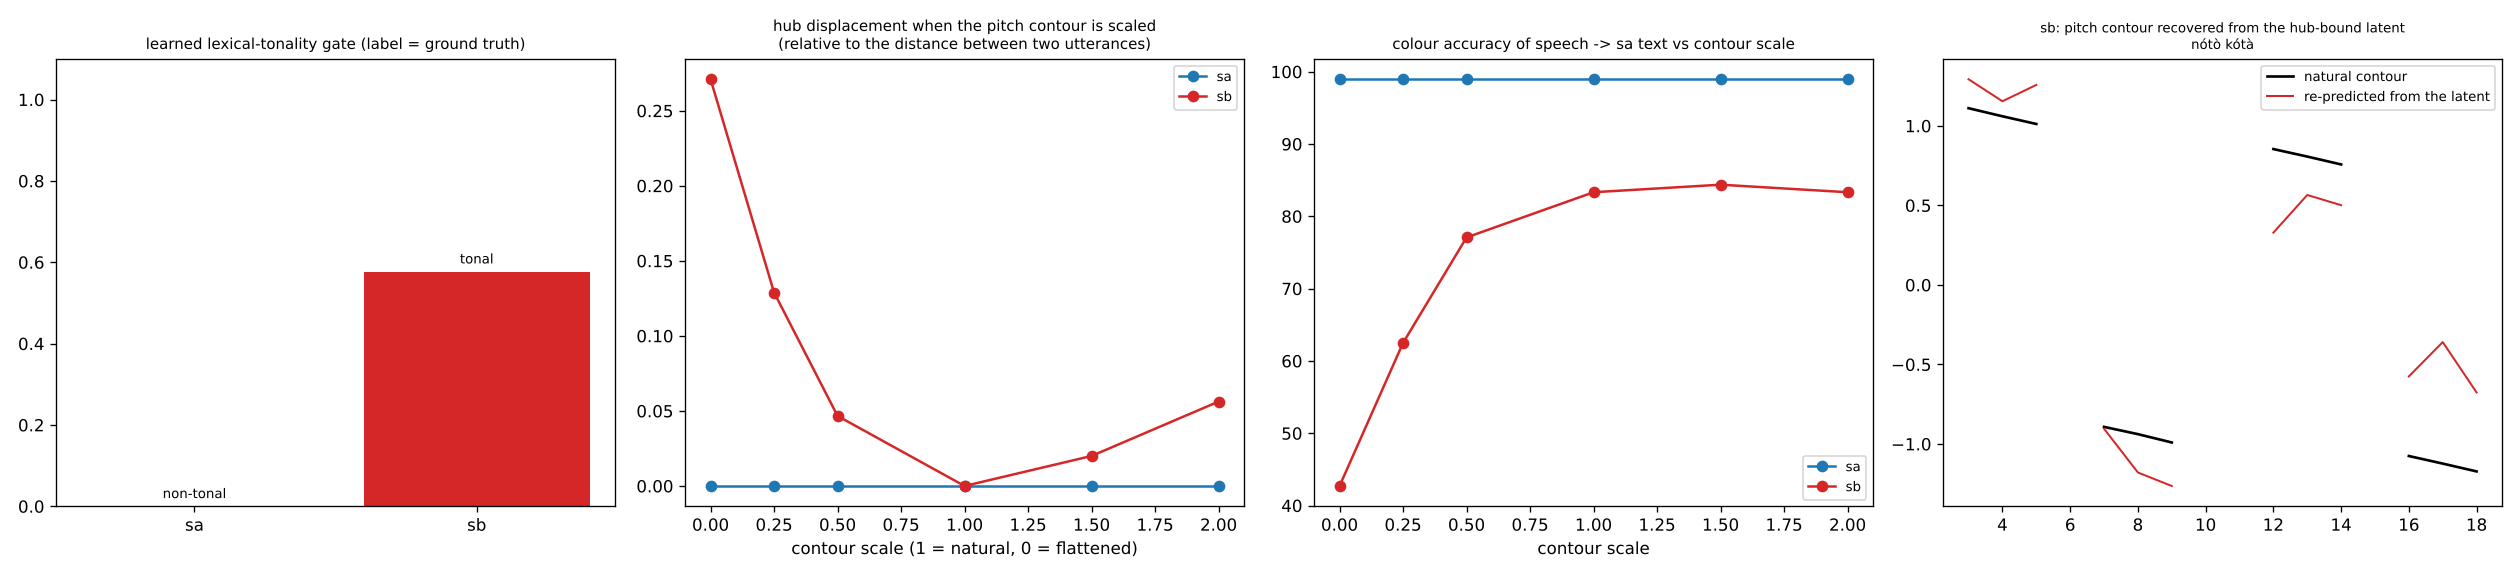 learned lexical-tonality gate (label = ground truth)
1.0
0.8
0.6
0.4
0.2
0.0
non-tonal
tonal
sa
sb
hub displacement when the pitch contour is scaled
(relative to the distance between two utterances)
sa
sb
0.25
0.20
0.15
0.10
0.05
0.00
0.00 0.25 0.50 0.75 1.00 1.25 1.50 1.75 2.00
contour scale (1 = natural, 0 = flattened)
colour accuracy of speech -> sa text vs contour scale
100
90
80
70
60
50
40
sa
sb
0.00 0.25 0.50 0.75 1.00 1.25 1.50 1.75 2.00
contour scale
sb: pitch contour recovered from the hub-bound latent
nótò kótà
natural contour
re-predicted from the latent
1.0
0.5
0.0
−0.5
−1.0
4 6 8 10 12 14 16 18